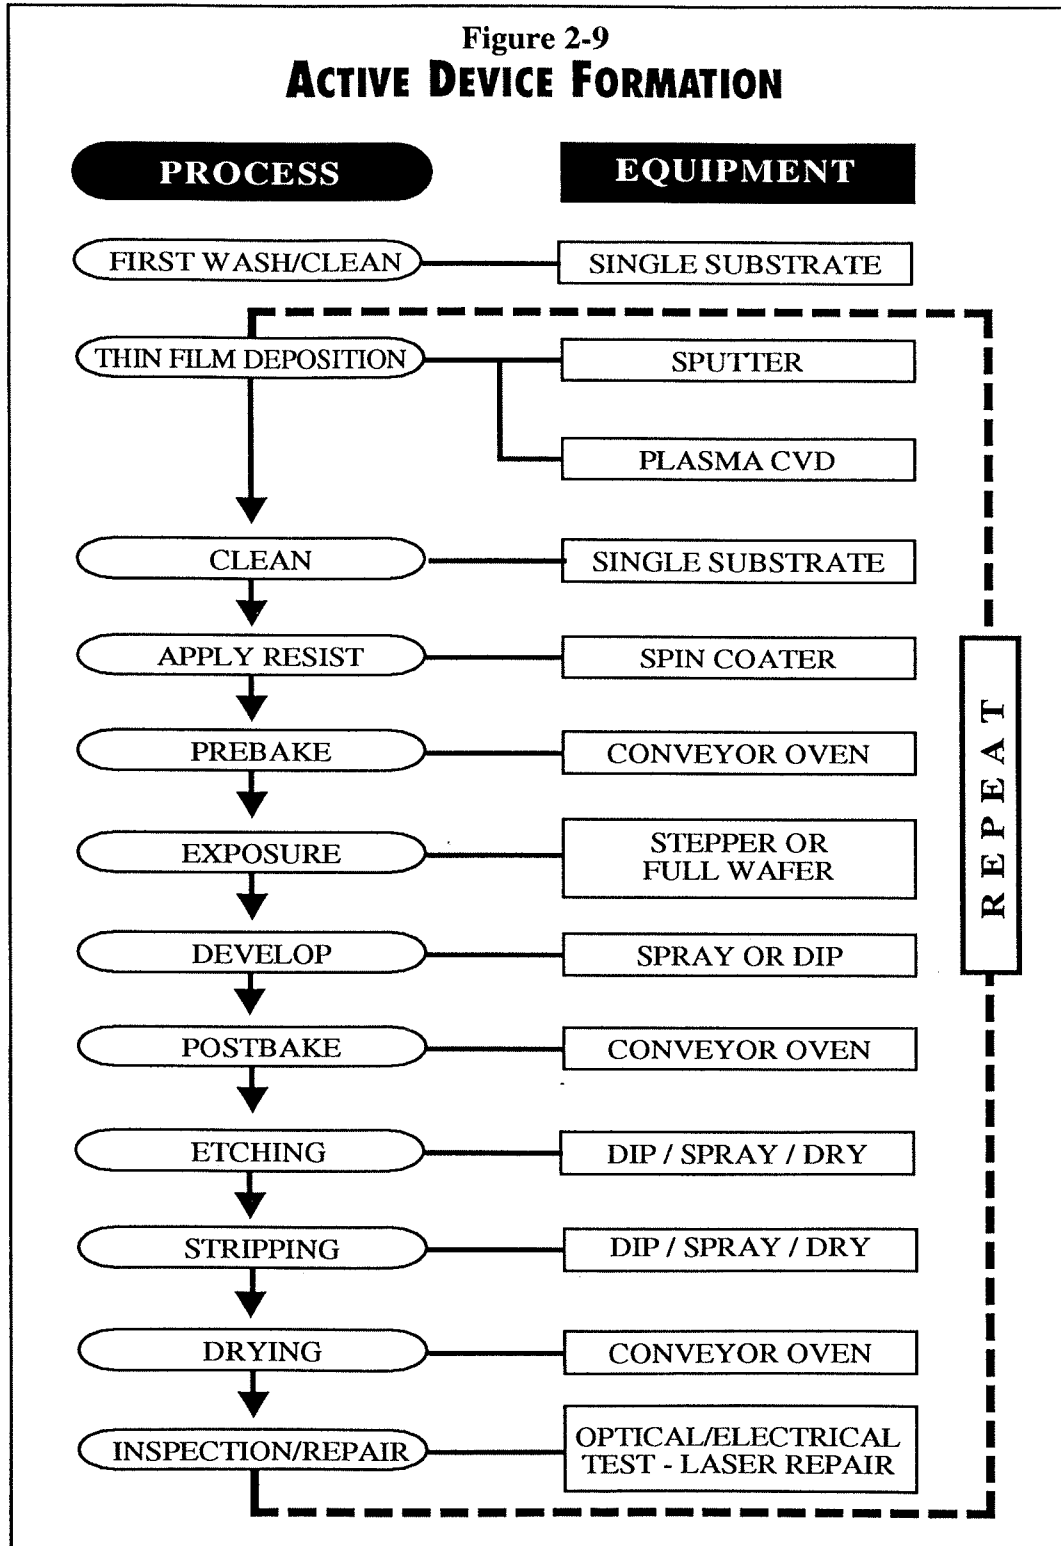 Figure 2-9
ACTIVE DEVICE FORMATION
PROCESS
EQUIPMENT
FIRST WASH/CLEAN
SINGLE SUBSTRATE
THIN FILM DEPOSITION
SPUTTER
PLASMA CVD
CLEAN
SINGLE SUBSTRATE
APPLY RESIST
SPIN COATER
PREBAKE
CONVEYOR OVEN
EXPOSURE
STEPPER OR
FULL WAFER
DEVELOP
SPRAY OR DIP
POSTBAKE
CONVEYOR OVEN
ETCHING
DIP / SPRAY / DRY
STRIPPING
DIP / SPRAY / DRY
DRYING
CONVEYOR OVEN
INSPECTION/REPAIR
OPTICAL/ELECTRICAL
TEST - LASER REPAIR
REPEAT